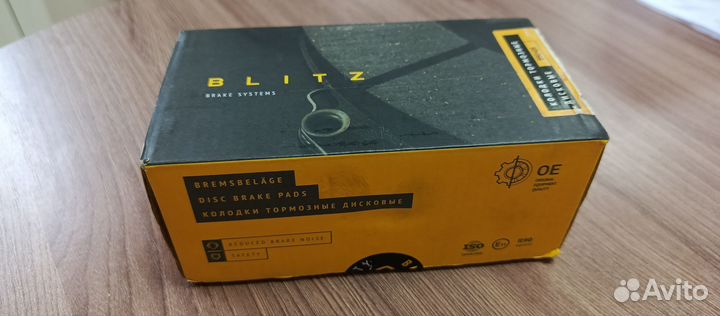 BLITZ
BRAKE SYSTEMS
КОЛОДКИ ТОРМОЗНЫЕ
ДИСКОВЫЕ
BREMSBELÄGE
DISC BRAKE PADS
КОЛОДКИ ТОРМОЗНЫЕ ДИСКОВЫЕ
REDUCED BRAKE NOISE
SAFETY
OE
ISO
Avito